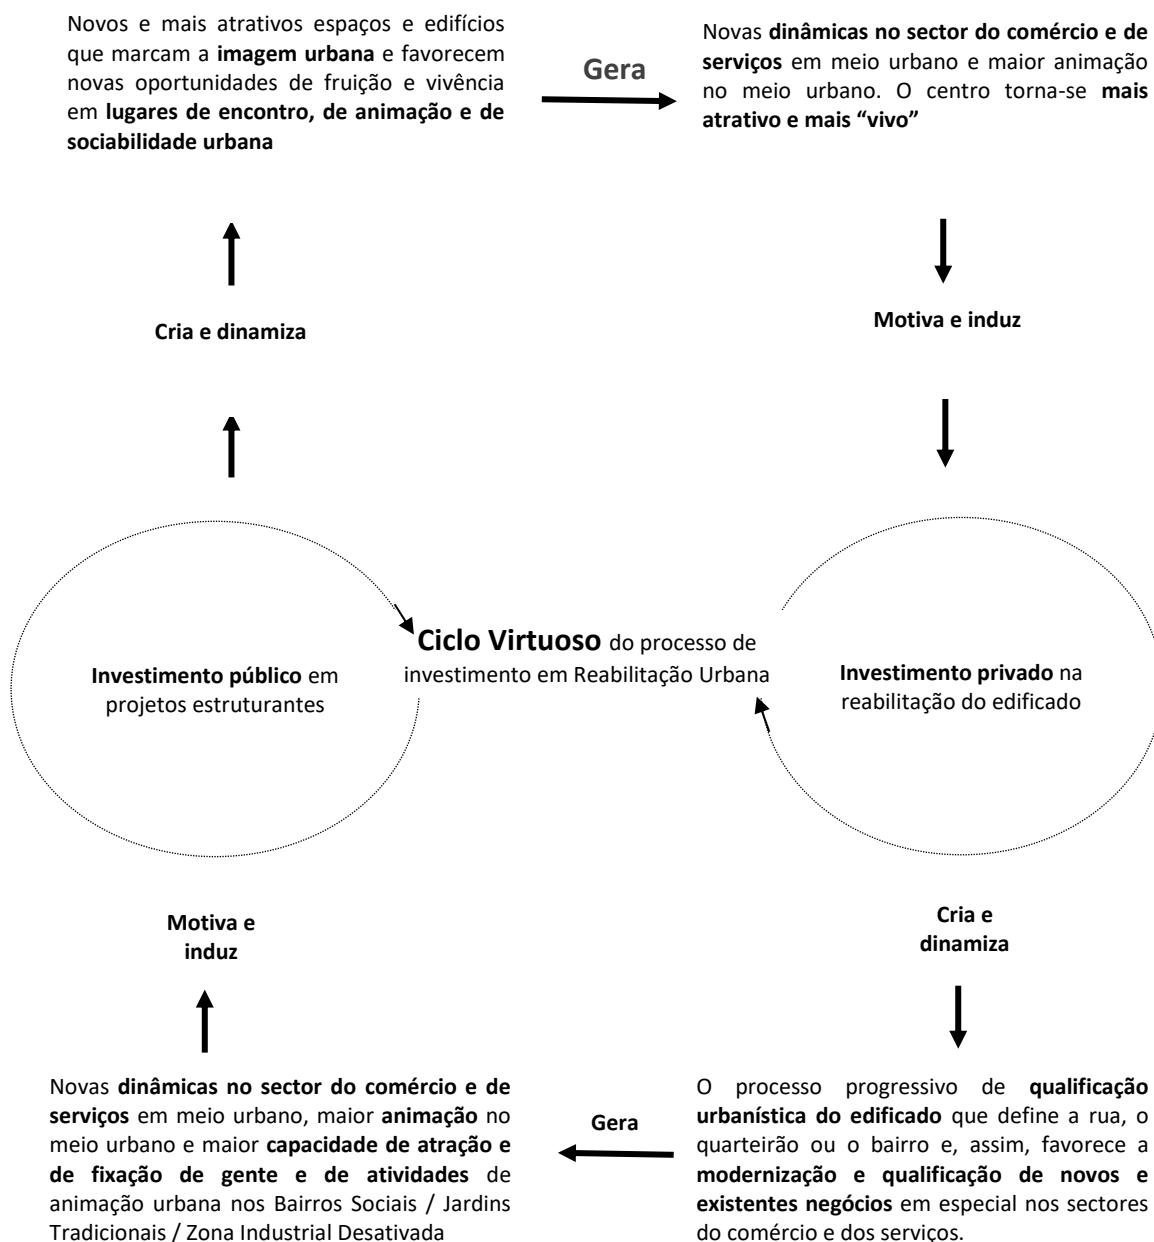 Novos e mais atrativos espaços e edifícios
que marcam a imagem urbana e favorecem
novas oportunidades de fruição e vivência
em lugares de encontro, de animação e de
sociabilidade urbana
Gera
Novas dinâmicas no sector do comércio e de
serviços em meio urbano e maior animação
no meio urbano. O centro torna-se mais
atrativo e mais “vivo”
Cria e dinamiza
Motiva e induz
Ciclo Virtuoso do processo de
investimento em Reabilitação Urbana
Investimento público em
projetos estruturantes
Investimento privado na
reabilitação do edificado
Motiva e
induz
Cria e
dinamiza
Novas dinâmicas no sector do comércio e de
serviços em meio urbano, maior animação no
meio urbano e maior capacidade de atração e
de fixação de gente e de atividades de
animação urbana nos Bairros Sociais / Jardins
Tradicionais / Zona Industrial Desativada
Gera
O processo progressivo de qualificação
urbanística do edificado que define a rua, o
quarteirão ou o bairro e, assim, favorece a
modernização e qualificação de novos e
existentes negócios em especial nos sectores
do comércio e dos serviços.